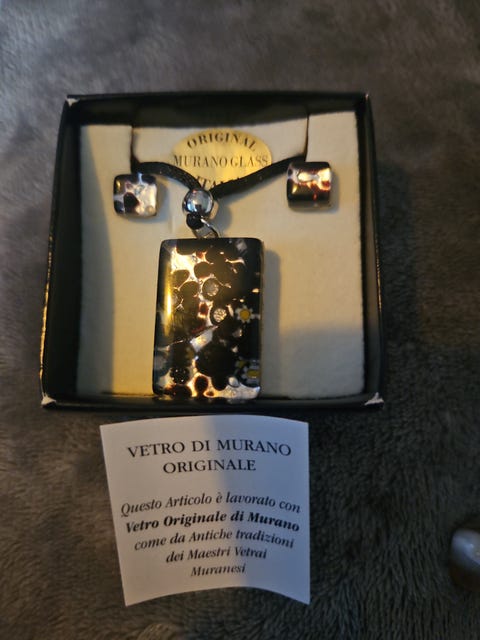 ORIGINAL
MURANO GLASS
VETRO DI MURANO
ORIGINALE
Questo Articolo è lavorato con
Vetro Originale di Murano
come da Antiche tradizioni
dei Maestri Vetrai
Muranesi